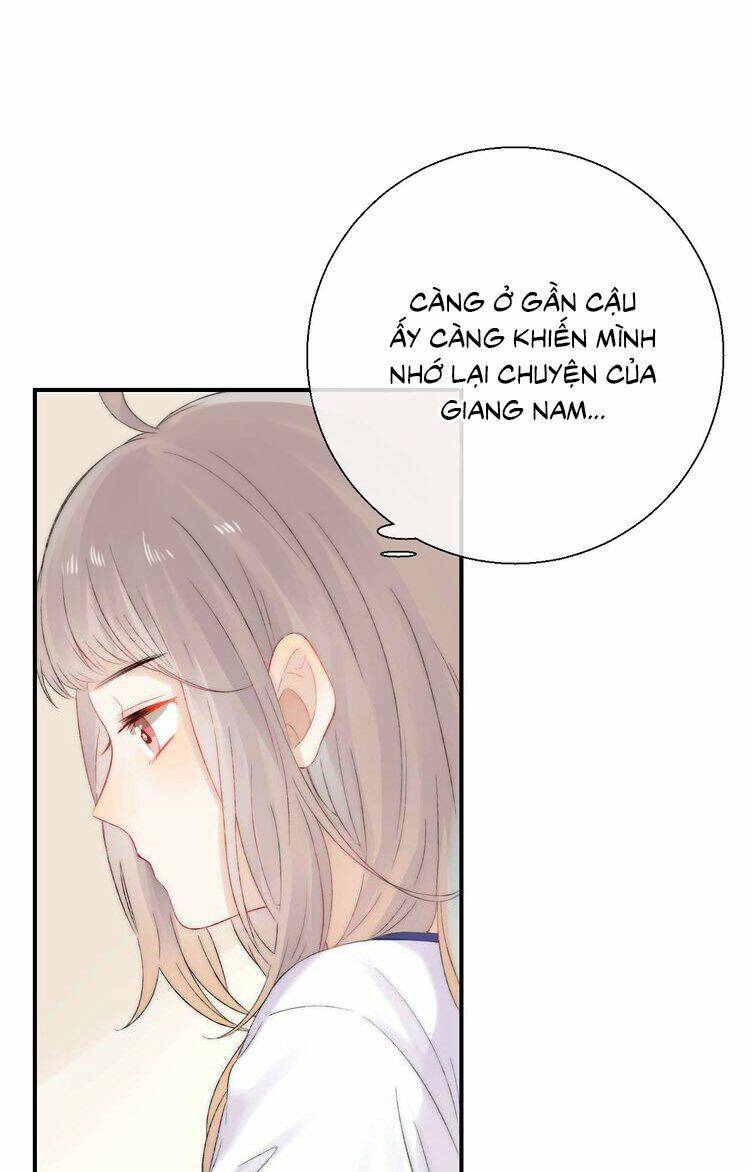 CÀNG Ở GẦN CẬU
ẤY CÀNG KHIẾN MÌNH
NHỚ LẠI CHUYỆN CỦA
GIANG NAM...